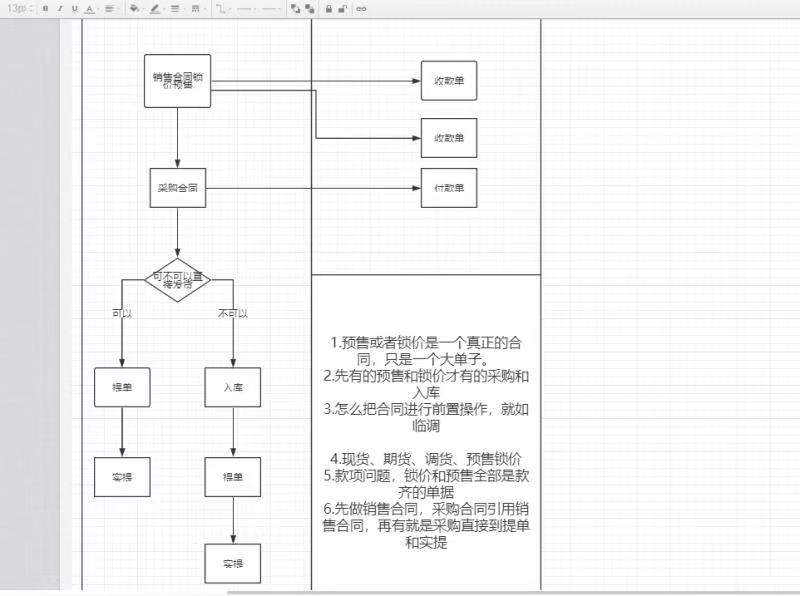 13px
B I U A
销售合同锁
价预售
收款单
收款单
采购合同
付款单
可不可以直
接发货
可以
不可以
提单
入库
实提
提单
实提
1.预售或者锁价是一个真正的合
同，只是一个大单子。
2.先有的预售和锁价才有的采购和
入库
3.怎么把合同进行前置操作，就如
临调
4.现货、期货、调货、预售锁价
5.款项问题，锁价和预售全部是款
齐的单据
6.先做销售合同，采购合同引用销
售合同，再有就是采购直接到提单
和实提